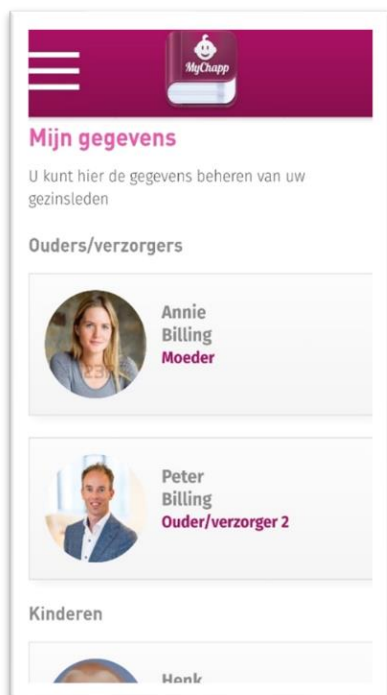 MyChapp
Mijn gegevens
U kunt hier de gegevens beheren van uw
gezinsleden
Ouders/verzorgers
Annie
Billing
Moeder
Peter
Billing
Ouder/verzorger 2
Kinderen
Henk